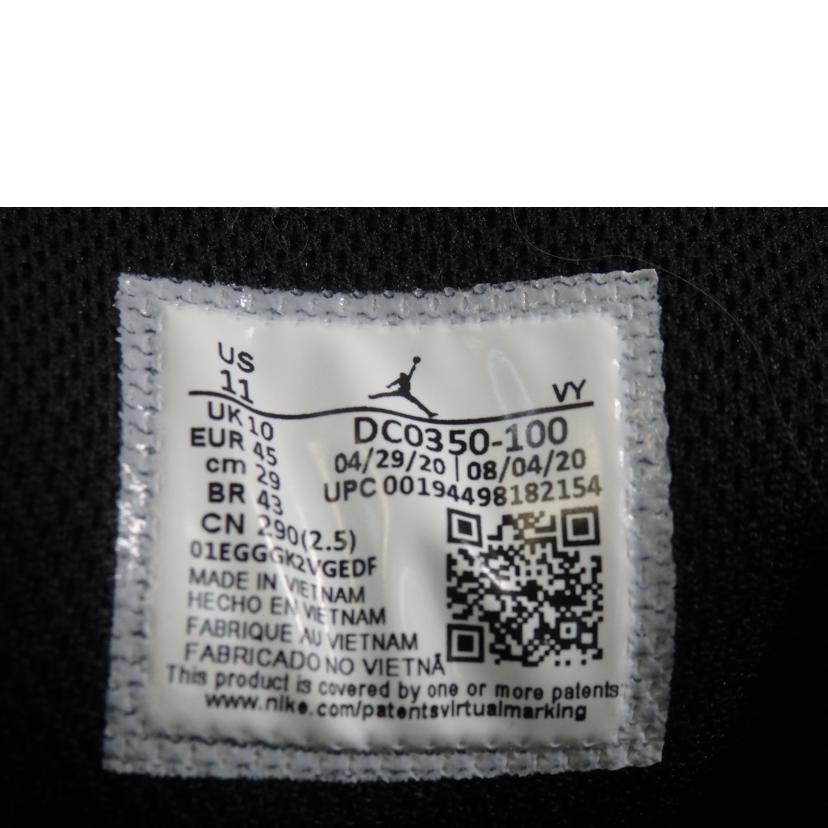 US
11
VY
UK 10
EUR 45
cm 29
BR 43
CN 290(2.5)
DC0350-100
04/29/20 | 08/04/20
UPC 00194498182154
01EGGGK2VGEDF
MADE IN VIETNAM
HECHO EN VIETNAM
FABRIQUE AU VIETNAM
FABRICADO NO VIETNÃ
This product is covered by one or more patents
www.nike.com/patentsvirtualmarking